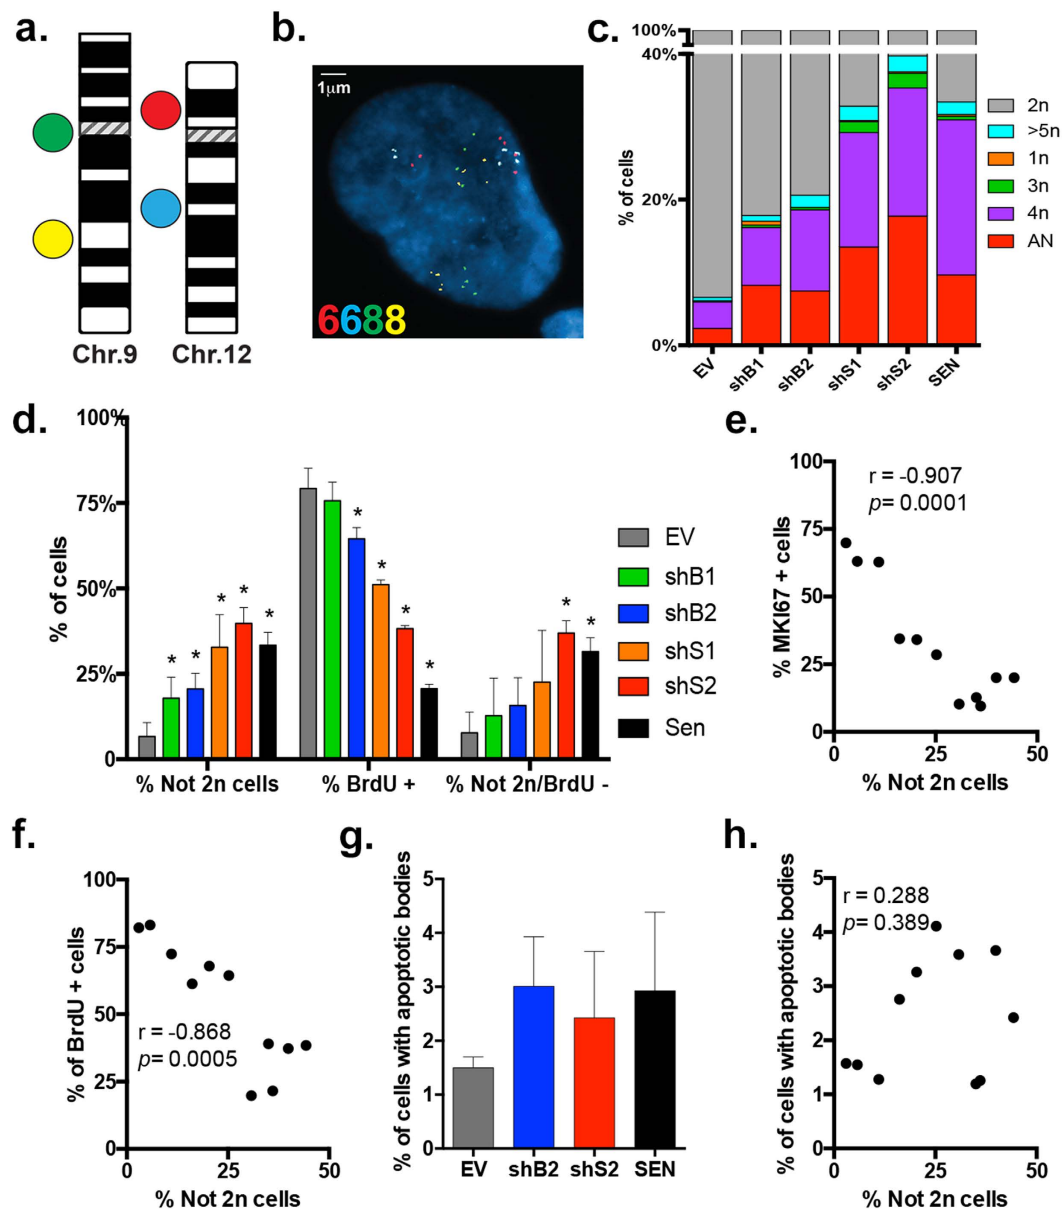 a.
Chr.9
Chr.12
b.
1μm
6688
c.
% of cells
100%
40%
20%
0%
EV
shB1
shB2
shS1
shS2
SEN
2n
>5n
1n
3n
4n
AN
d.
% of cells
100%
75%
50%
25%
0
* * * * *
* * * *
* *
% Not 2n cells
% BrdU +
% Not 2n/BrdU -
EV
shB1
shB2
shS1
shS2
Sen
e.
% MKI67 + cells
100
75
50
25
0
r = -0.907
p= 0.0001
0 25 50
% Not 2n cells
f.
% of BrdU + cells
100
75
50
25
0
r = -0.868
p= 0.0005
0 25 50
% Not 2n cells
g.
% of cells with apoptotic bodies
5
4
3
2
1
0
EV shB2 shS2 SEN
h.
% of cells with apoptotic bodies
5
4
3
2
1
0
r = 0.288
p= 0.389
0 25 50
% Not 2n cells